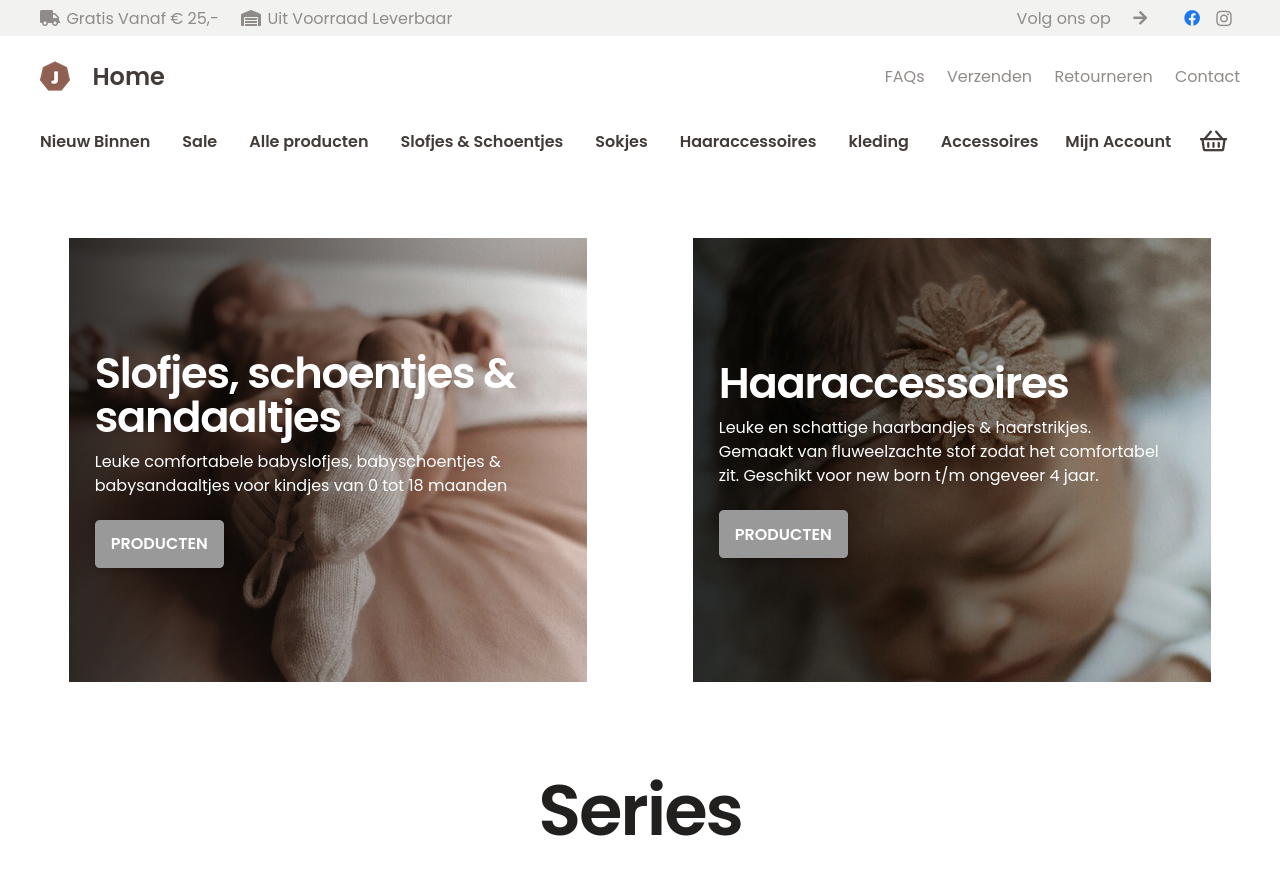 Gratis Vanaf € 25,- Uit Voorraad Leverbaar Volg ons op
J Home FAQs Verzenden Retourneren Contact
Nieuw Binnen Sale Alle producten Slofjes & Schoentjes Sokjes Haaraccessoires kleding Accessoires Mijn Account
Slofjes, schoentjes &
sandaaltjes
Leuke comfortabele babyslofjes, babyschoentjes &
babysandaaltjes voor kindjes van 0 tot 18 maanden
PRODUCTEN
Haaraccessoires
Leuke en schattige haarbandjes & haarstrikjes.
Gemaakt van fluweelzachte stof zodat het comfortabel
zit. Geschikt voor new born t/m ongeveer 4 jaar.
PRODUCTEN
Series